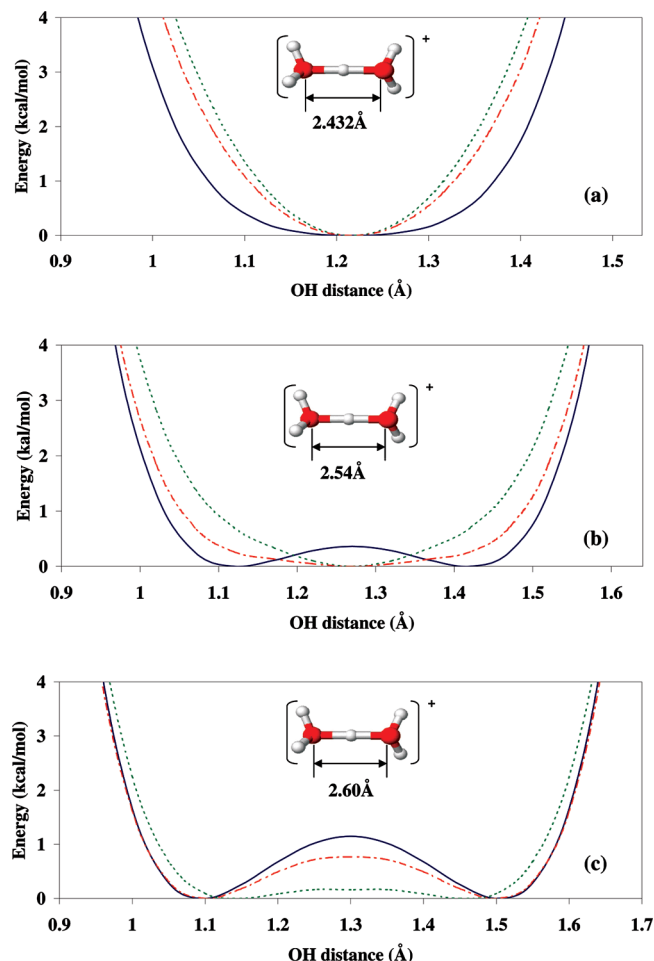 4
3
2
1
0
Energy (kcal/mol)
+
2.432Å
(a)
0.9 1 1.1 1.2 1.3 1.4 1.5
OH distance (Å)
4
3
2
1
0
Energy (kal/mol)
+
2.54Å
(b)
0.9 1 1.1 1.2 1.3 1.4 1.5 1.6
OH distance (Å)
4
3
2
1
0
Energy (kcal/mol)
+
2.60Å
(c)
0.9 1 1.1 1.2 1.3 1.4 1.5 1.6 1.7
OH distance (Å)